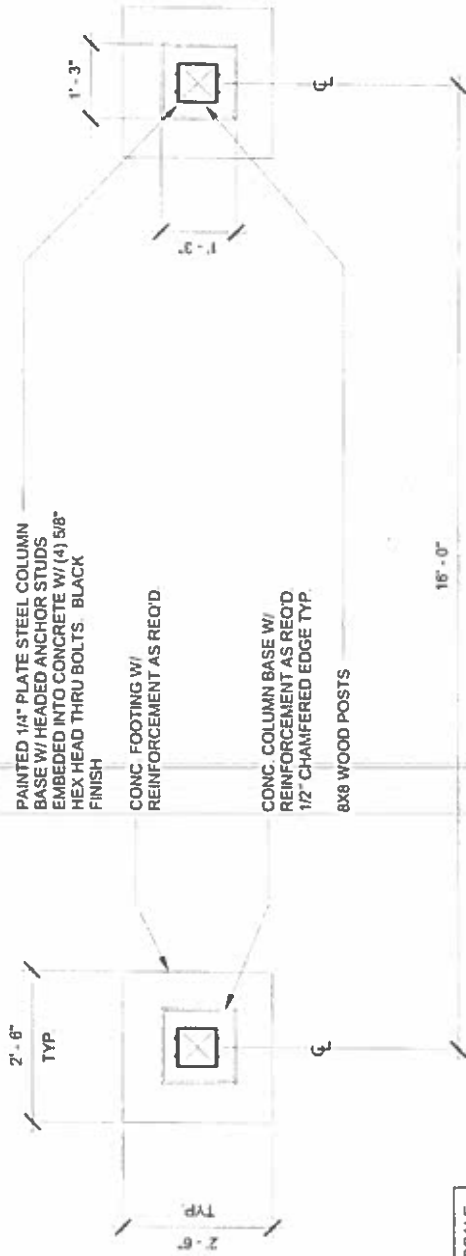 PAINTED 1/4" PLATE STEEL COLUMN
BASE W/ HEADED ANCHOR STUDS
EMBEDED INTO CONCRETE W/ (4) 5/8"
HEX HEAD THRU BOLTS. BLACK
FINISH
CONC. FOOTING W/
REINFORCEMENT AS REQ'D.
CONC. COLUMN BASE W/
REINFORCEMENT AS REQ'D.
1/2" CHAMFERED EDGE TYP.
8X8 WOOD POSTS
2' - 6"
TYP.
2' - 6"
TYP.
1' - 3"
1' - 3"
CL
CL
16' - 0"